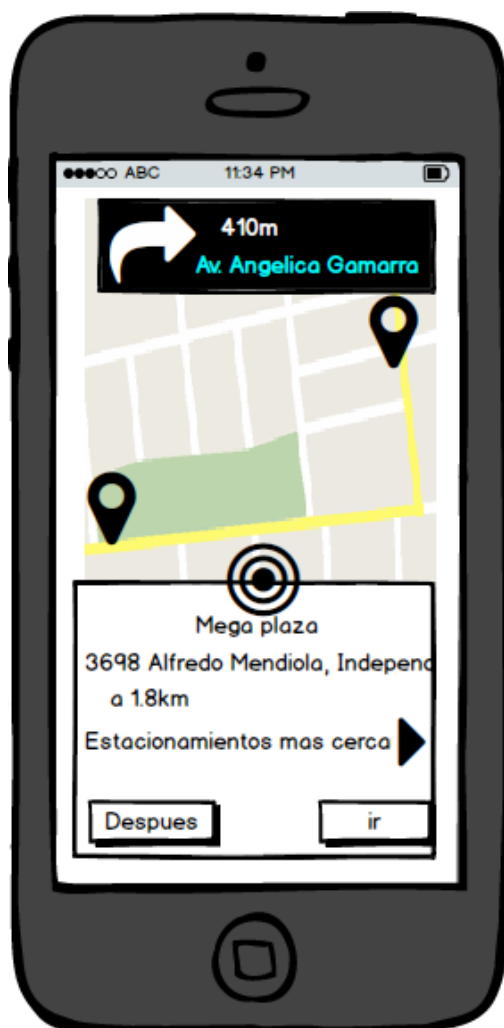 ABC 11:34 PM
410m
Av. Angelica Gamarra
Mega plaza
3698 Alfredo Mendiola, Independ
a 1.8km
Estacionamientos mas cerca
Despues ir